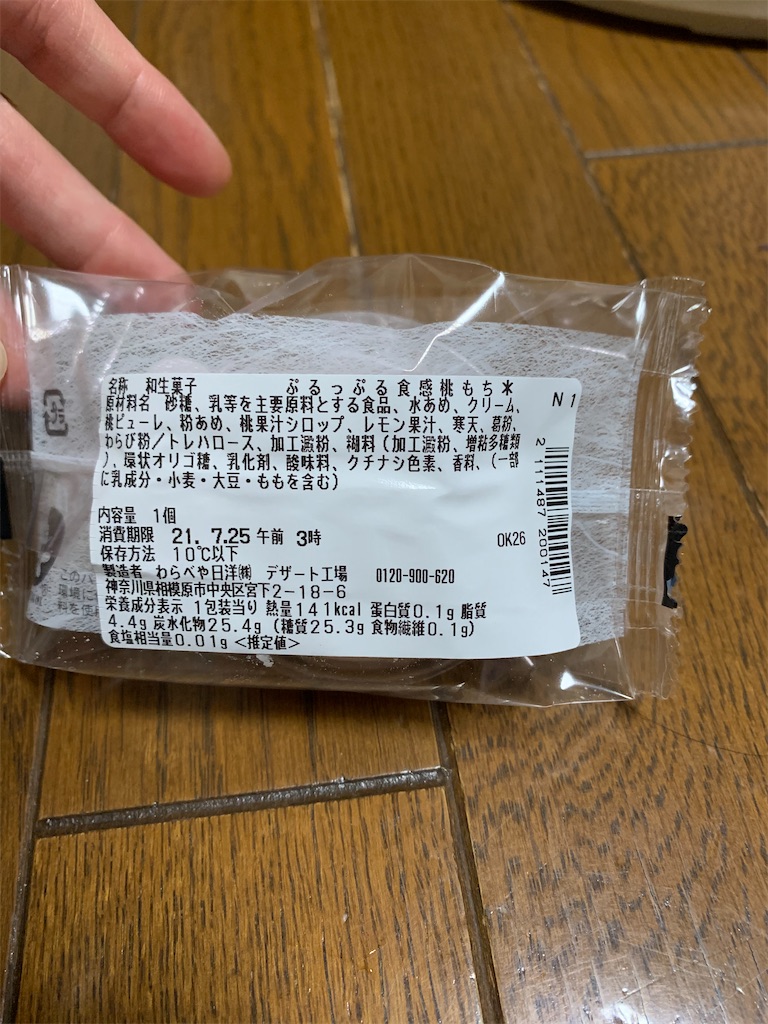 名称 和生菓子 ぷるっぷる食感桃もち＊ N1
原材料名 砂糖、乳等を主要原料とする食品、水あめ、クリーム、
桃ピューレ、粉あめ、桃果汁シロップ、レモン果汁、寒天、葛粉、
わらび粉／トレハロース、加工澱粉、糊料（加工澱粉、増粘多糖類
）、環状オリゴ糖、乳化剤、酸味料、クチナシ色素、香料、（一部
に乳成分・小麦・大豆・ももを含む）
内容量 1個
消費期限 21. 7.25 午前 3時 OK26
保存方法 10℃以下
製造者 わらべや日洋㈱ デザート工場 0120-900-620
神奈川県相模原市中央区宮下2-18-6
栄養成分表示 1包装当り 熱量141kcal 蛋白質0.1g 脂質
4.4g 炭水化物25.4g（糖質25.3g 食物繊維0.1g）
食塩相当量0.01g ＜推定値＞
2 111487 200147
このパ
環境に
料を使